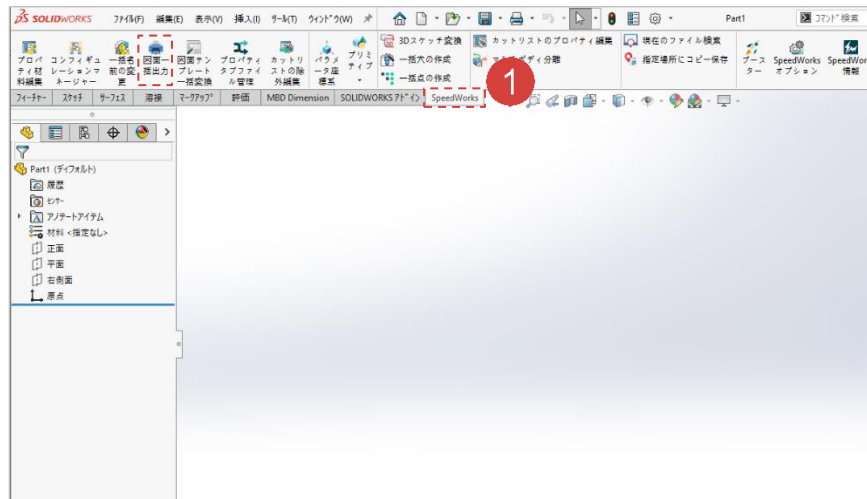 SOLIDWORKS ファイル(F) 編集(E) 表示(V) 挿入(I) ツール(T) ウインドウ(W) Part1 コマンド検索
3Dスケッチ変換 カットリストのプロパティ編集 現在のファイル検索
プロパティ材料編集 コンフィギュレーションマネージャー 一括名前の変更 図面一括出力 図面テンプレート一括変換 プロパティタブファイル管理 カットリストの除外編集 パラメータ座標系 プリミティブ 一括穴の作成 ボディ分離 指定場所にコピー保存 ブースター SpeedWorks オプション SpeedWor 情報
一括点の作成
1
フィーチャー スケッチ サーフェス 溶接 マークアップ 評価 MBD Dimension SOLIDWORKS アドイン SpeedWorks
Part1 (デフォルト)
履歴
センサー
アノテートアイテム
材料 <指定なし>
正面
平面
右側面
原点